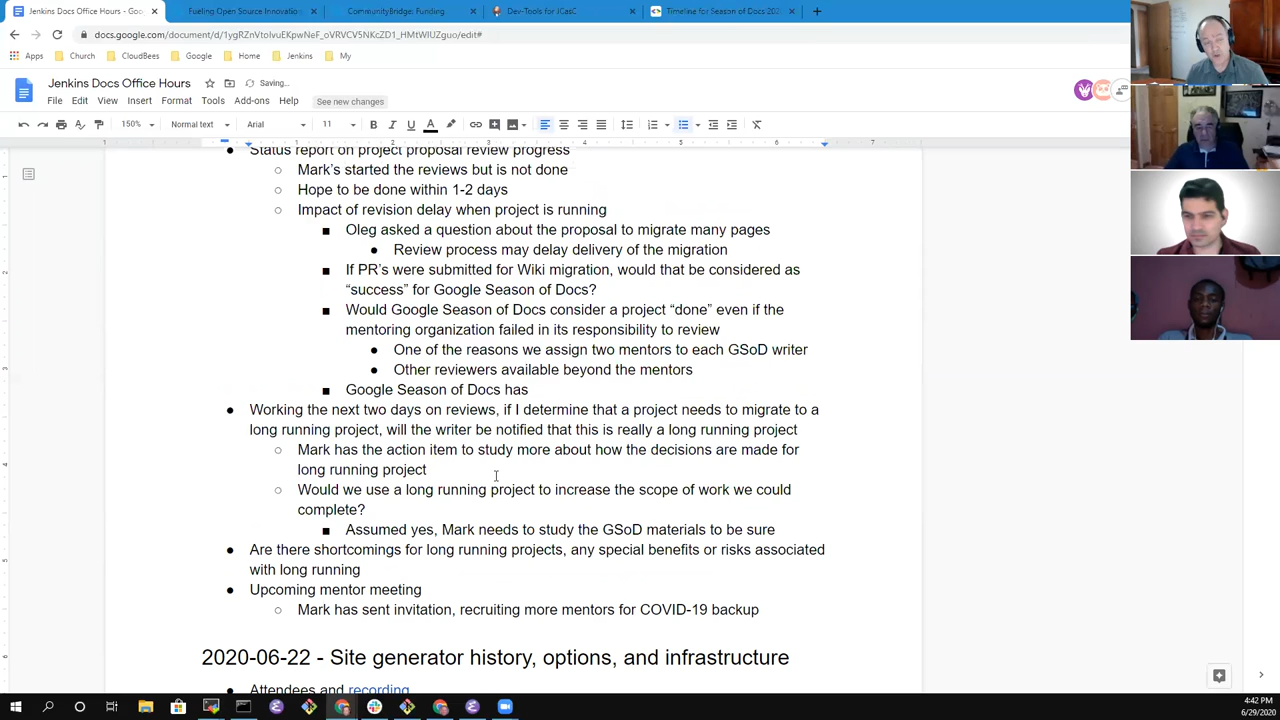 Jenkins Docs Office Hours - Goo
Fueling Open Source Innovation
CommunityBridge: Funding
Dev-Tools for JCasC
Timeline for Season of Docs 202
docs.google.com/document/d/1ygRZnVtoIvuEKpwNeF_oVRVCV5NKcZD1_HMtWIUZguo/edit#
Apps Church CloudBees Google Home Jenkins My
Jenkins Docs Office Hours Saving...
File Edit View Insert Format Tools Add-ons Help See new changes
150% Normal text Arial 11
1 2 3 4 5 6 7
Status report on project proposal review progress
Mark's started the reviews but is not done
Hope to be done within 1-2 days
Impact of revision delay when project is running
Oleg asked a question about the proposal to migrate many pages
Review process may delay delivery of the migration
If PR's were submitted for Wiki migration, would that be considered as
“success” for Google Season of Docs?
Would Google Season of Docs consider a project “done” even if the
mentoring organization failed in its responsibility to review
One of the reasons we assign two mentors to each GSoD writer
Other reviewers available beyond the mentors
Google Season of Docs has
Working the next two days on reviews, if I determine that a project needs to migrate to a
long running project, will the writer be notified that this is really a long running project
Mark has the action item to study more about how the decisions are made for
long running project
Would we use a long running project to increase the scope of work we could
complete?
Assumed yes, Mark needs to study the GSoD materials to be sure
Are there shortcomings for long running projects, any special benefits or risks associated
with long running
Upcoming mentor meeting
Mark has sent invitation, recruiting more mentors for COVID-19 backup
2020-06-22 - Site generator history, options, and infrastructure
Attendees and recording
4:42 PM
6/29/2020